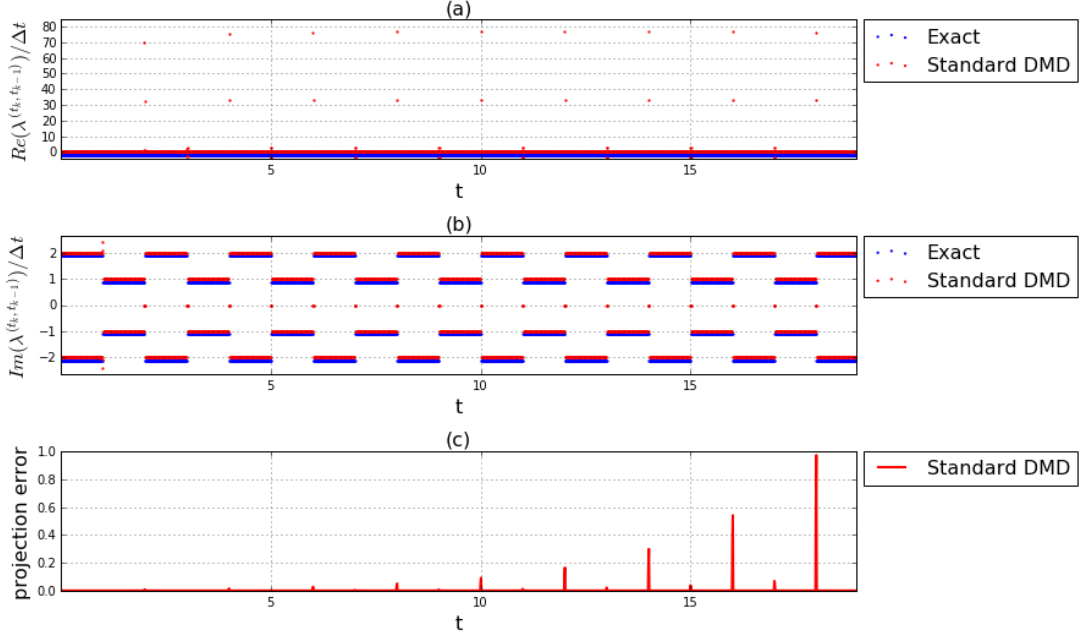 (a)
Re(λ^(t_k, t_{k−1}))/Δt
80
70
60
50
40
30
20
10
0
5
10
15
t
Exact
Standard DMD
(b)
Im(λ^(t_k, t_{k−1}))/Δt
2
1
0
−1
−2
5
10
15
t
Exact
Standard DMD
(c)
projection error
1.0
0.8
0.6
0.4
0.2
0.0
5
10
15
t
Standard DMD